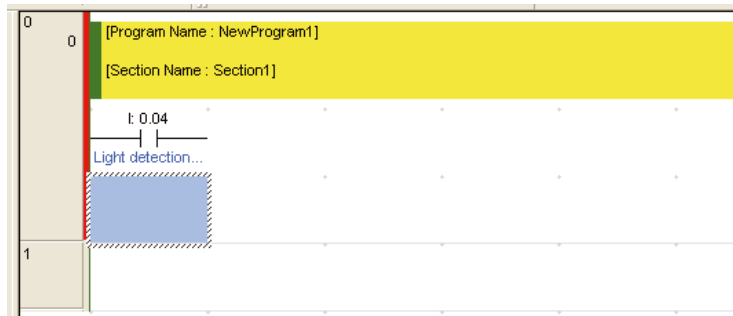 0
0
[Program Name : NewProgram1]
[Section Name : Section1]
I: 0.04
Light detection...
1